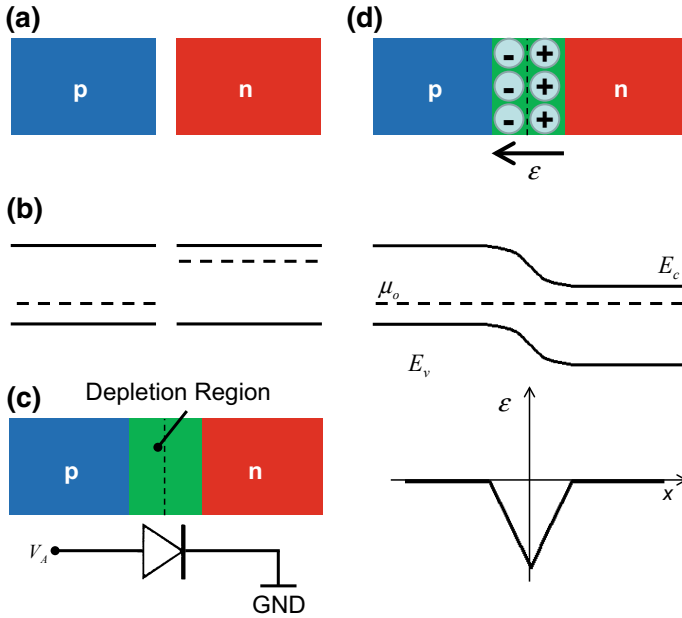 (a)
p n
(b)
(c)
Depletion Region
p n
V_A
GND
(d)
p - + n
- +
- +
ε
E_c
μ_o
E_v
ε
x